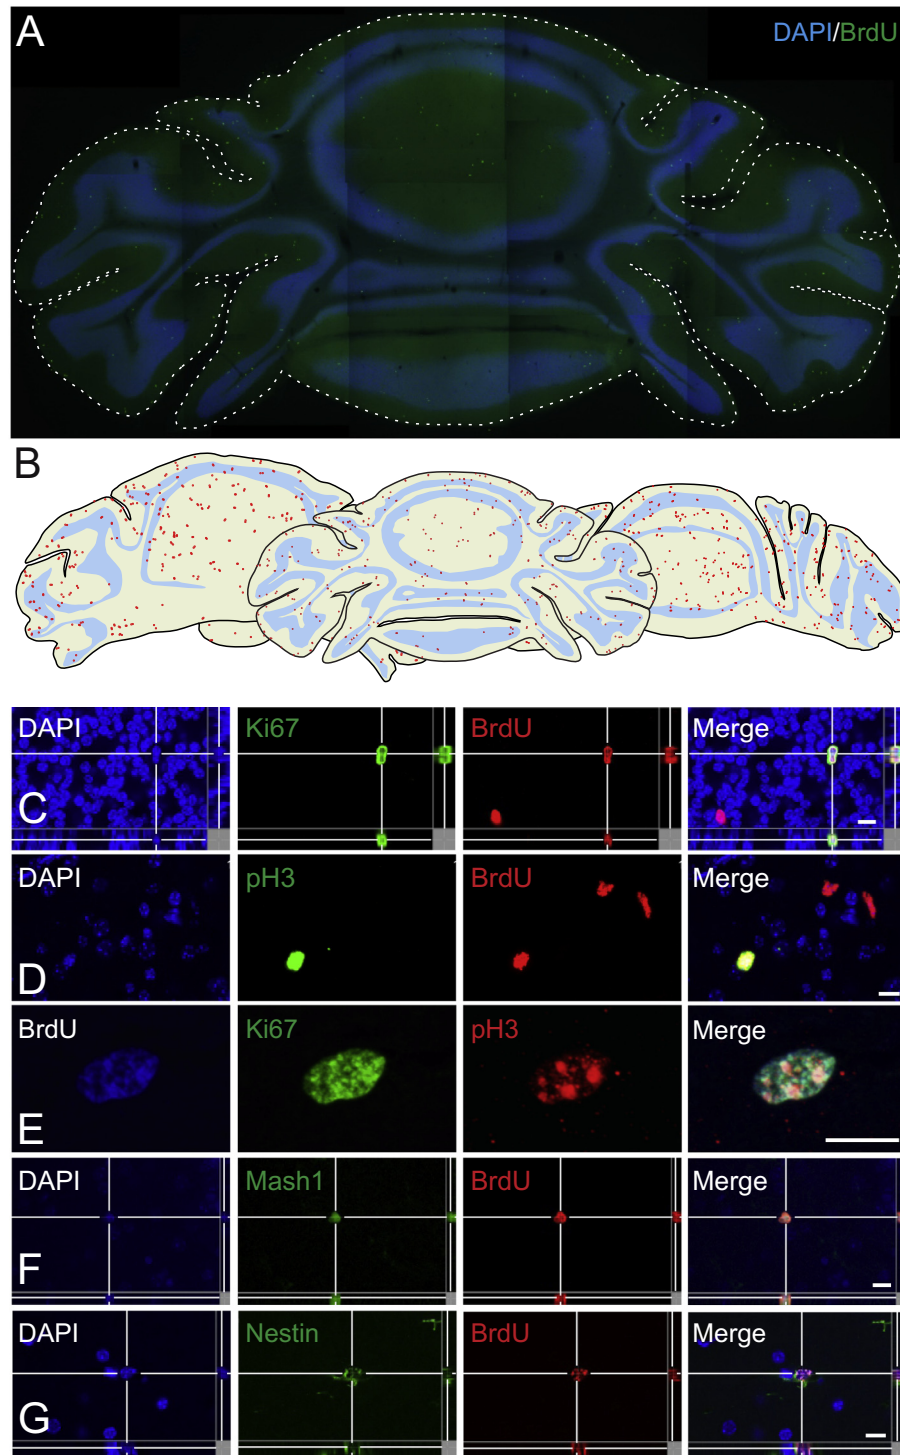 A
DAPI/BrdU
B
DAPI Ki67 BrdU Merge
C
DAPI pH3 BrdU Merge
D
BrdU Ki67 pH3 Merge
E
DAPI Mash1 BrdU Merge
F
DAPI Nestin BrdU Merge
G